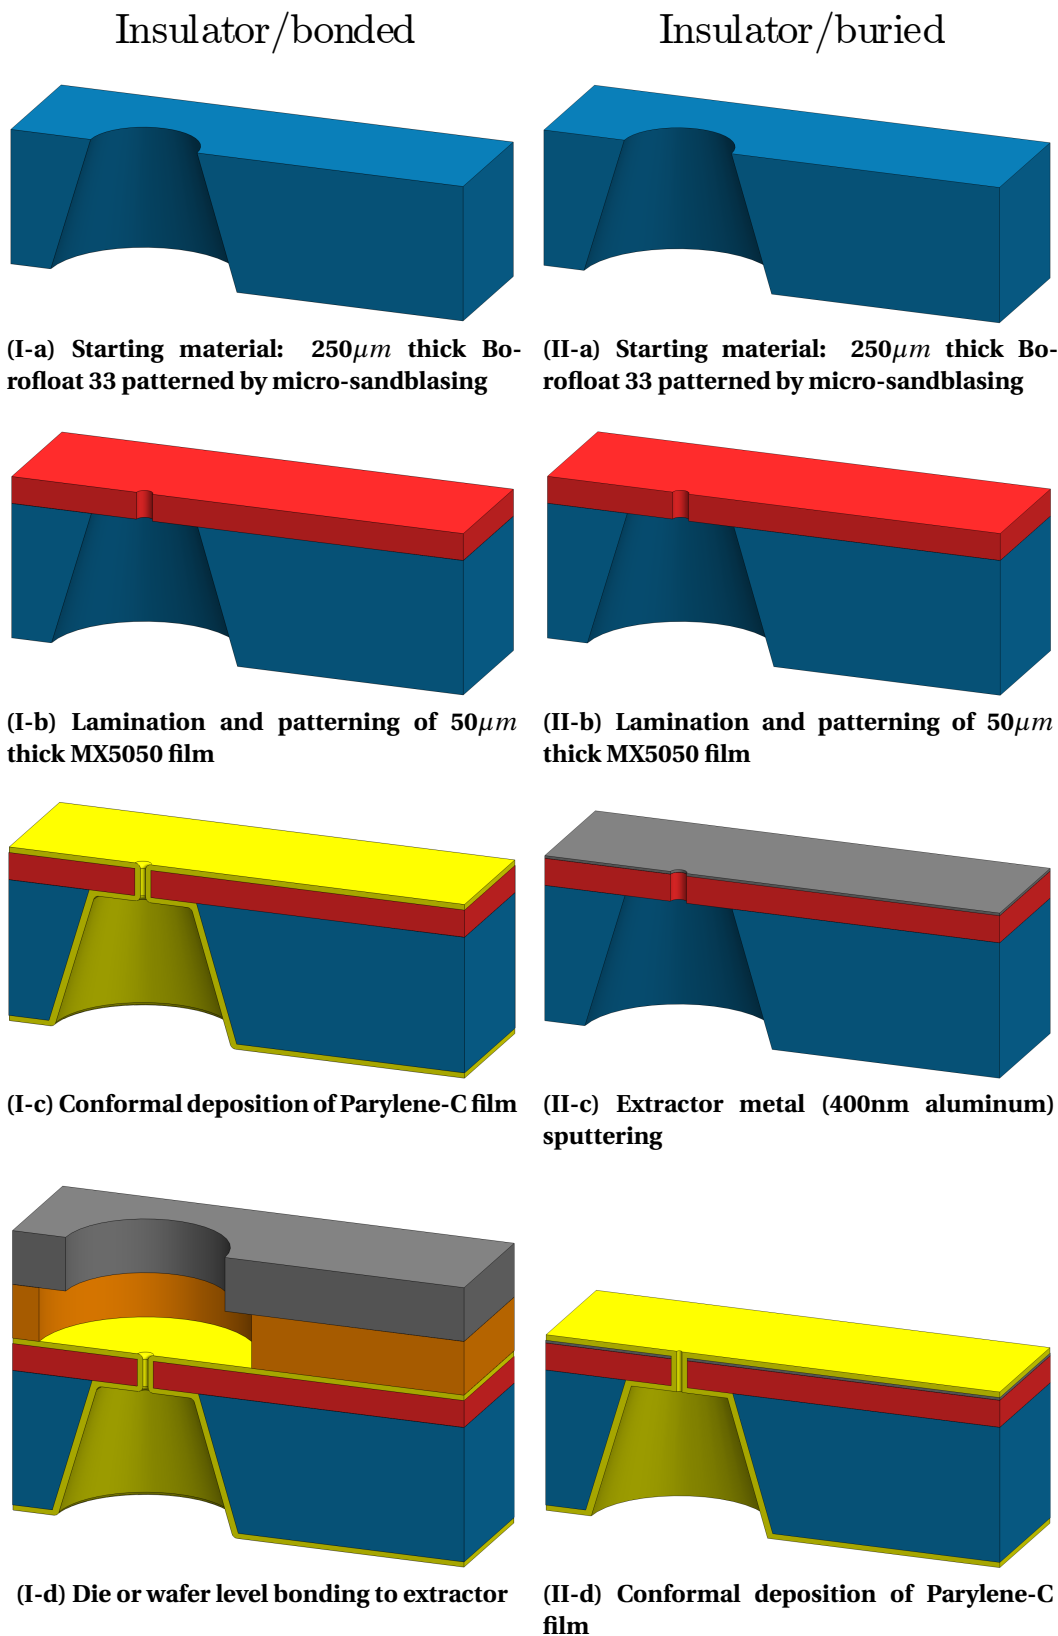 Insulator/bonded
Insulator/buried
(I-a) Starting material: 250μm thick Bo-
rofloat 33 patterned by micro-sandblasing
(II-a) Starting material: 250μm thick Bo-
rofloat 33 patterned by micro-sandblasing
(I-b) Lamination and patterning of 50μm
thick MX5050 film
(II-b) Lamination and patterning of 50μm
thick MX5050 film
(I-c) Conformal deposition of Parylene-C film
(II-c) Extractor metal (400nm aluminum)
sputtering
(I-d) Die or wafer level bonding to extractor
(II-d) Conformal deposition of Parylene-C
film